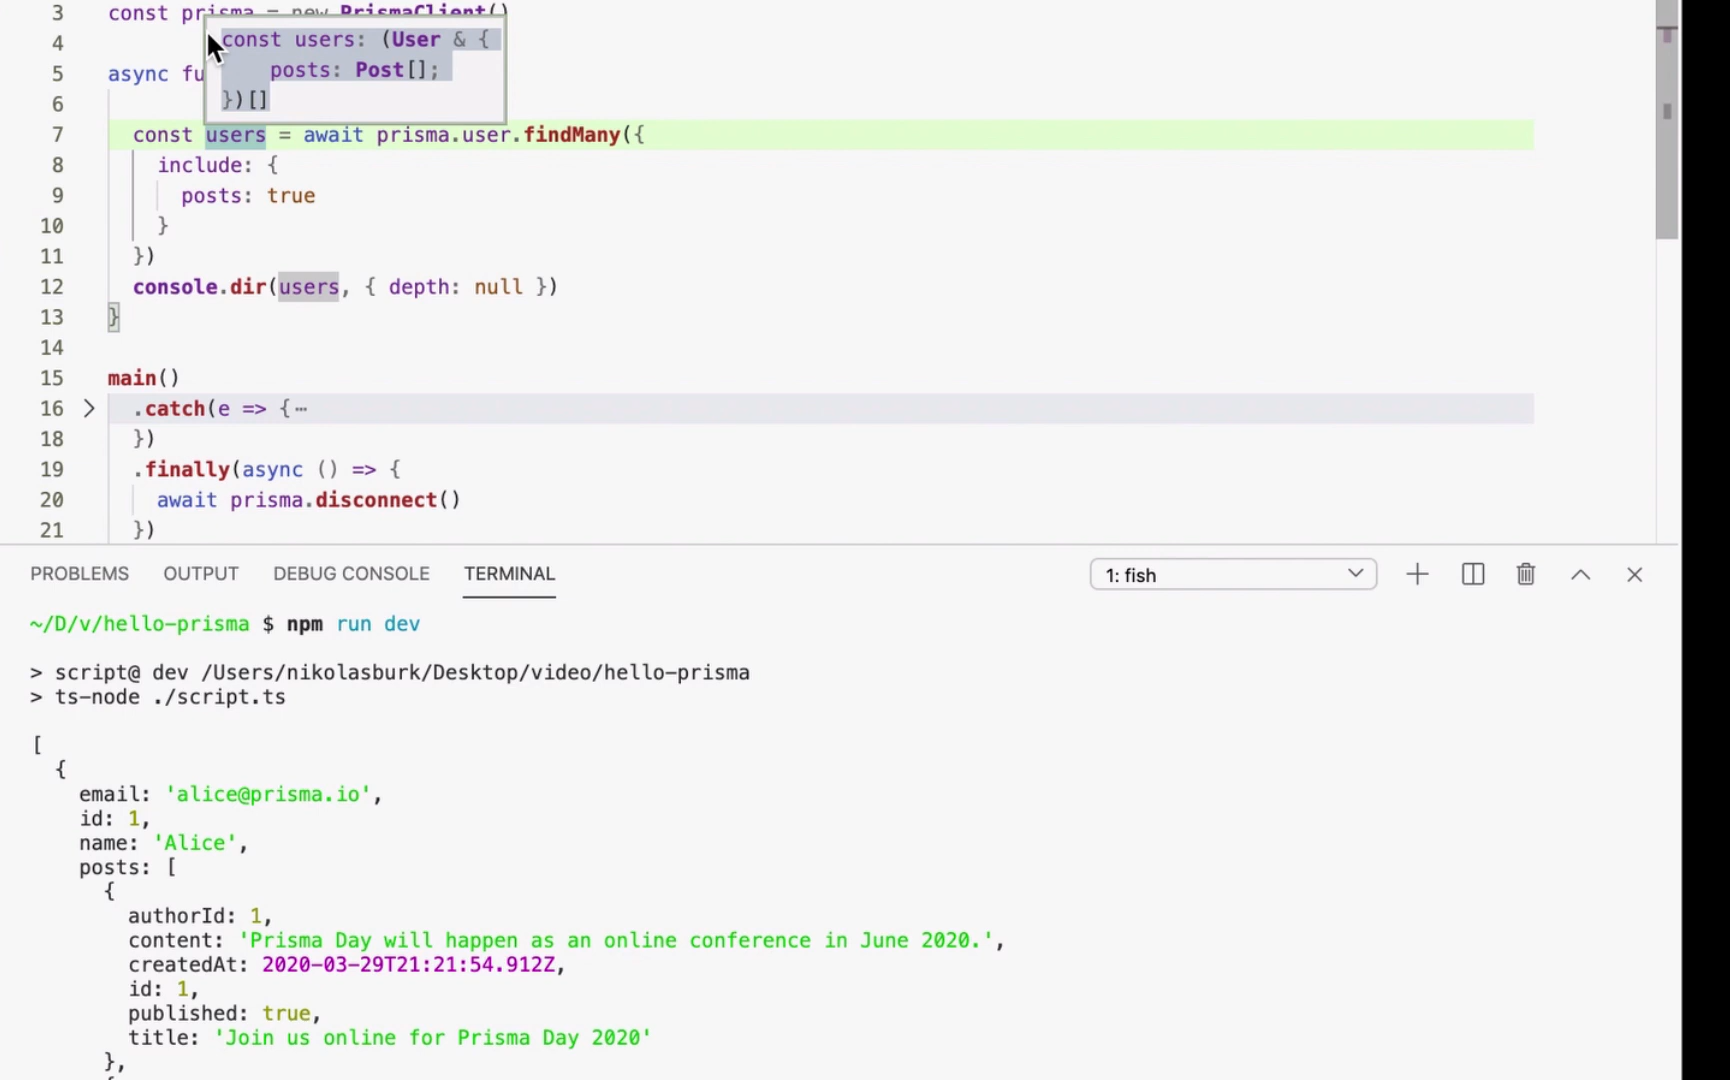 3 const prisma = new PrismaClient()
4
const users: (User & {
posts: Post[];
})[]
5 async fu
6
7 const users = await prisma.user.findMany({
8 include: {
9 posts: true
10 }
11 })
12 console.dir(users, { depth: null })
13 }
14
15 main()
16 .catch(e => {⋯
18 })
19 .finally(async () => {
20 await prisma.disconnect()
21 })
PROBLEMS OUTPUT DEBUG CONSOLE TERMINAL 1: fish
~/D/v/hello-prisma $ npm run dev
> script@ dev /Users/nikolasburk/Desktop/video/hello-prisma
> ts-node ./script.ts
[
{
email: 'alice@prisma.io',
id: 1,
name: 'Alice',
posts: [
{
authorId: 1,
content: 'Prisma Day will happen as an online conference in June 2020.',
createdAt: 2020-03-29T21:21:54.912Z,
id: 1,
published: true,
title: 'Join us online for Prisma Day 2020'
},